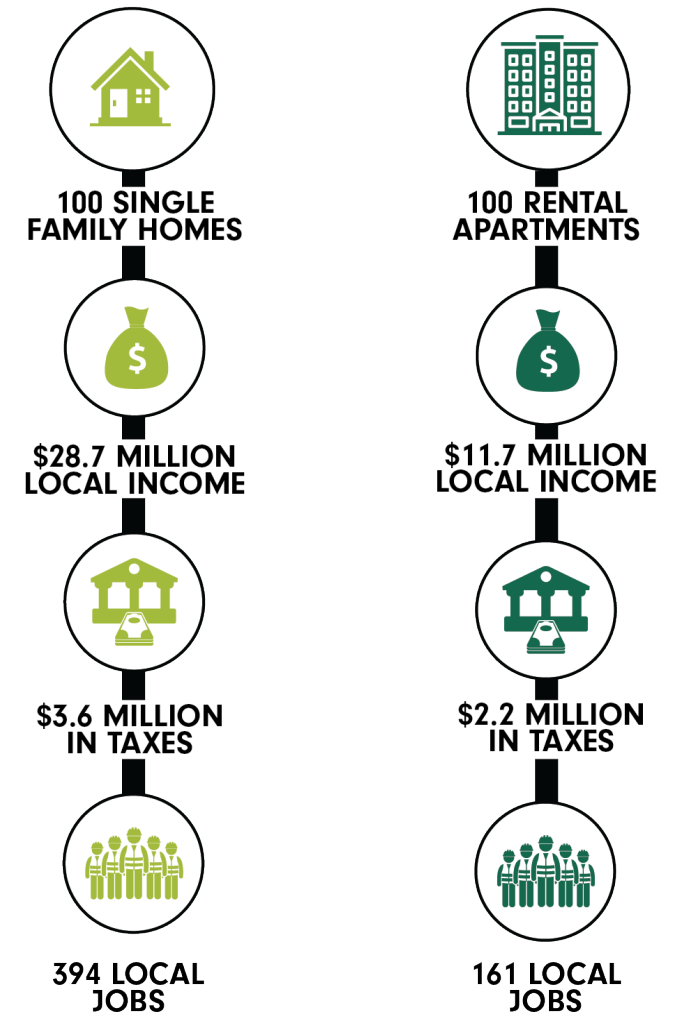 100 SINGLE
FAMILY HOMES
$
$28.7 MILLION
LOCAL INCOME
$3.6 MILLION
IN TAXES
394 LOCAL
JOBS
100 RENTAL
APARTMENTS
$
$11.7 MILLION
LOCAL INCOME
$2.2 MILLION
IN TAXES
161 LOCAL
JOBS